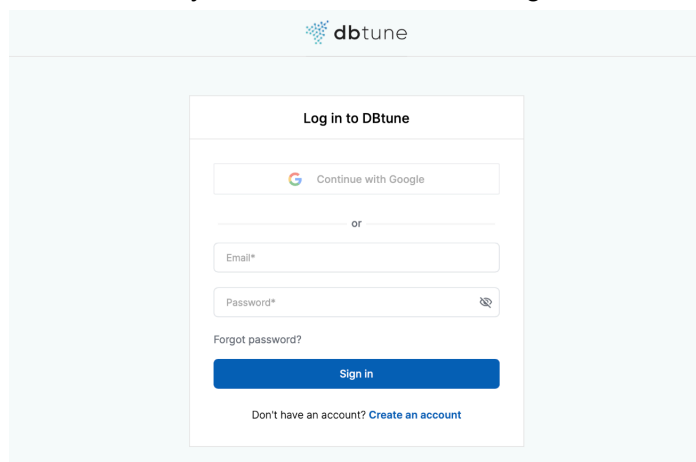 dbtune
Log in to DBtune
Continue with Google
or
Email*
Password*
Forgot password?
Sign in
Don't have an account? Create an account